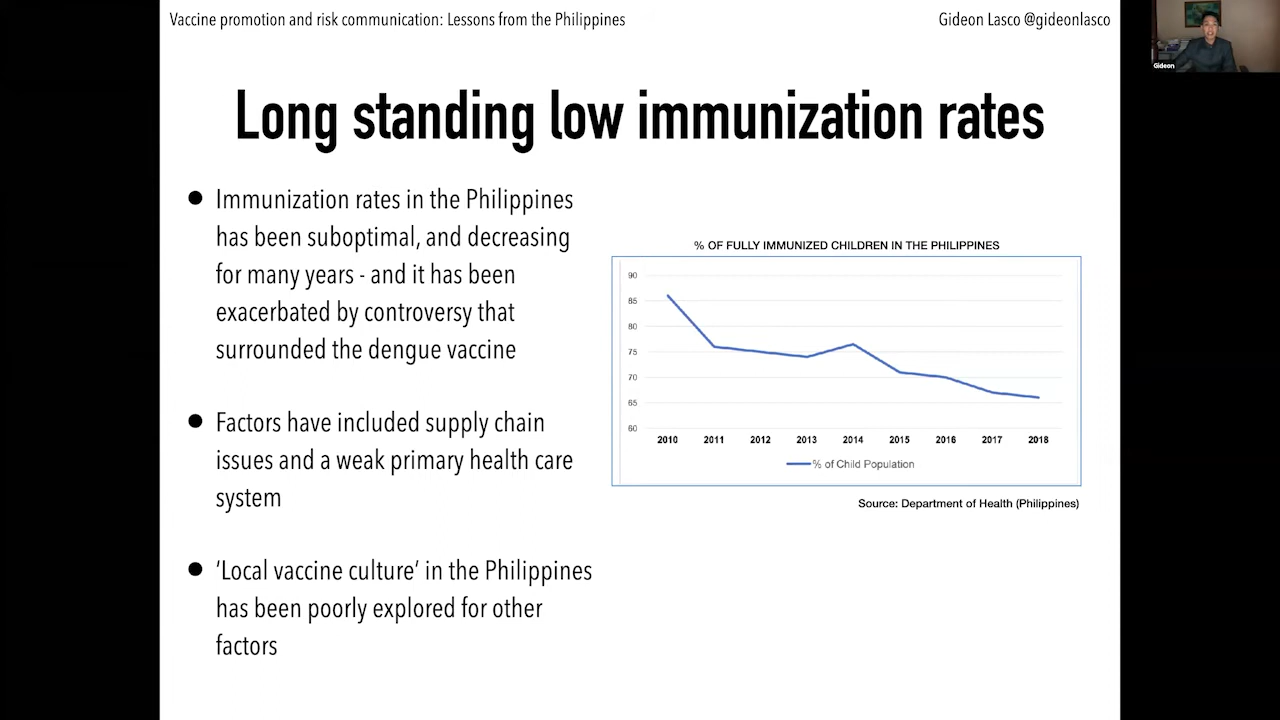 Vaccine promotion and risk communication: Lessons from the Philippines
Gideon Lasco @gideonlasco
Gideon
Long standing low immunization rates
● Immunization rates in the Philippines
has been suboptimal, and decreasing
for many years - and it has been
exacerbated by controversy that
surrounded the dengue vaccine
● Factors have included supply chain
issues and a weak primary health care
system
● ‘Local vaccine culture’ in the Philippines
has been poorly explored for other
factors
% OF FULLY IMMUNIZED CHILDREN IN THE PHILIPPINES
90
85
80
75
70
65
60
2010 2011 2012 2013 2014 2015 2016 2017 2018
% of Child Population
Source: Department of Health (Philippines)